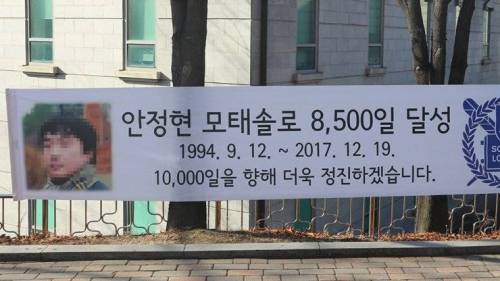 안정현 모태솔로 8,500일 달성
1994. 9. 12. ~ 2017. 12. 19.
10,000일을 향해 더욱 정진하겠습니다.